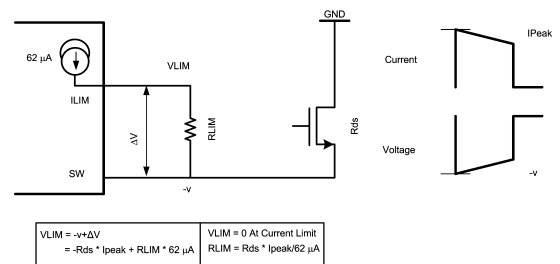 GND
IPeak
62 µA
VLIM
Current
ILIM
ΔV
RLIM
Rds
Voltage
SW
-v
-v
VLIM = -v+ΔV
= -Rds * Ipeak + RLIM * 62 µA
VLIM = 0 At Current Limit
RLIM = Rds * Ipeak/62 µA